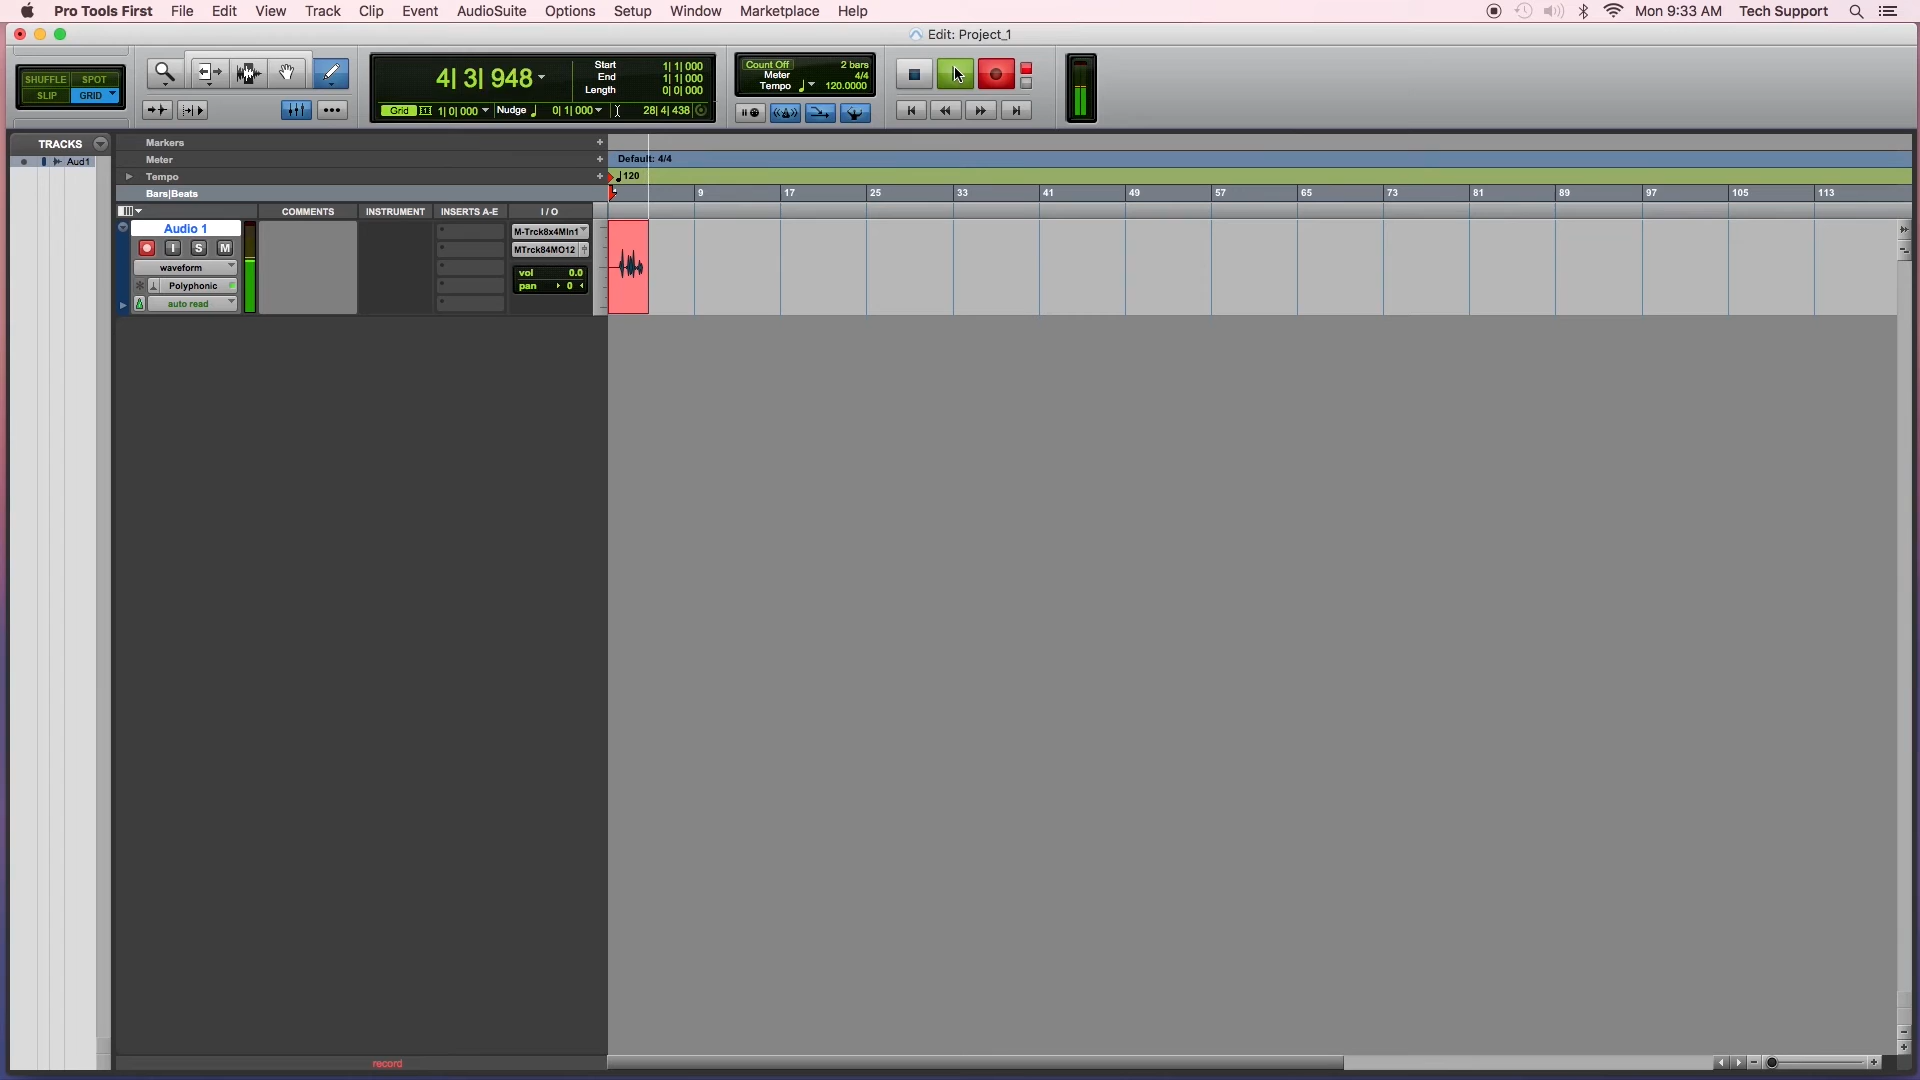 Pro Tools First File Edit View Track Clip Event AudioSuite Options Setup Window Marketplace Help Mon 9:33 AM Tech Support
Edit: Project_1
SHUFFLE SPOT
SLIP GRID
4| 3| 948
Start 1| 1| 000
End 1| 1| 000
Length 0| 0| 000
Grid 1| 0| 000 Nudge 0| 1| 000 28| 4| 438
Count Off 2 bars
Meter 4/4
Tempo 120.0000
TRACKS
Aud1
Markers
Meter
Default: 4/4
Tempo
120
Bars|Beats
9 17 25 33 41 49 57 65 73 81 89 97 105 113
COMMENTS INSTRUMENT INSERTS A-E I / O
Audio 1
I S M
waveform
Polyphonic
auto read
M-Trck8x4MIn1
MTrck84MO12
vol 0.0
pan 0
record